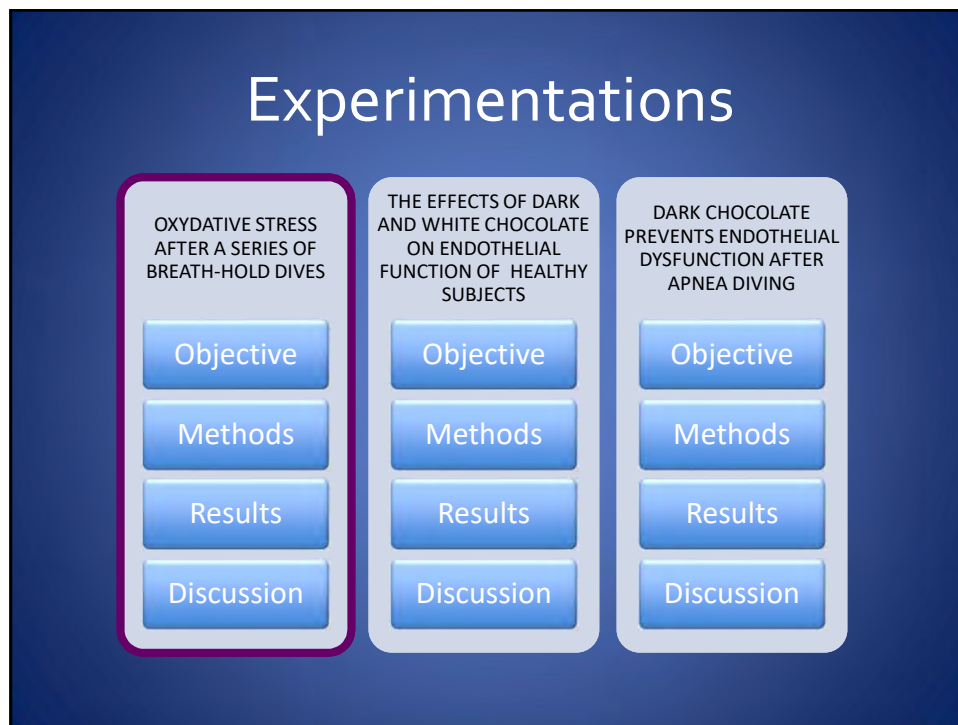 Experimentations
OXYDATIVE STRESS
AFTER A SERIES OF
BREATH-HOLD DIVES
Objective
Methods
Results
Discussion
THE EFFECTS OF DARK
AND WHITE CHOCOLATE
ON ENDOTHELIAL
FUNCTION OF HEALTHY
SUBJECTS
Objective
Methods
Results
Discussion
DARK CHOCOLATE
PREVENTS ENDOTHELIAL
DYSFUNCTION AFTER
APNEA DIVING
Objective
Methods
Results
Discussion